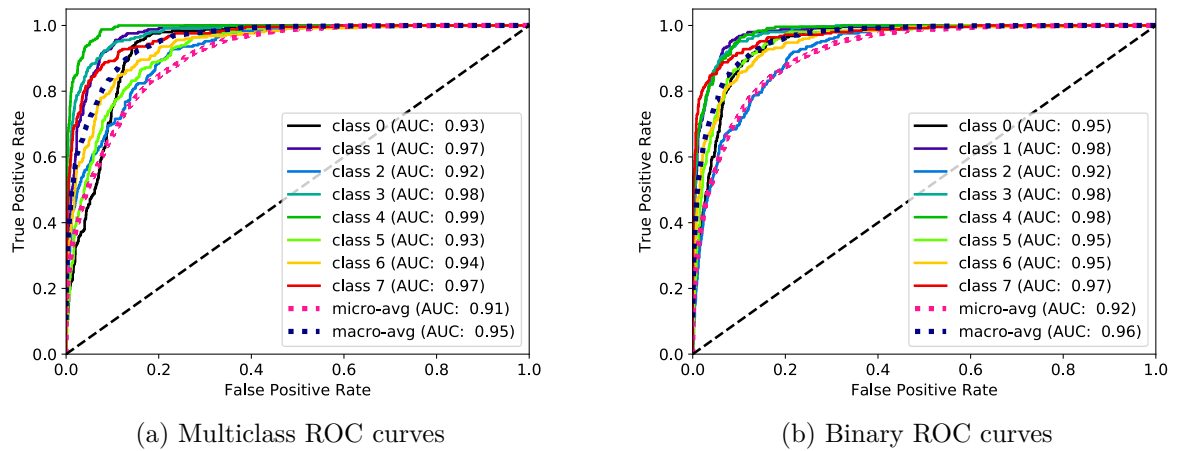 1.0
0.8
0.6
0.4
0.2
0.0
True Positive Rate
class 0 (AUC: 0.93)
class 1 (AUC: 0.97)
class 2 (AUC: 0.92)
class 3 (AUC: 0.98)
class 4 (AUC: 0.99)
class 5 (AUC: 0.93)
class 6 (AUC: 0.94)
class 7 (AUC: 0.97)
micro-avg (AUC: 0.91)
macro-avg (AUC: 0.95)
0.0 0.2 0.4 0.6 0.8 1.0
False Positive Rate
(a) Multiclass ROC curves
1.0
0.8
0.6
0.4
0.2
0.0
True Positive Rate
class 0 (AUC: 0.95)
class 1 (AUC: 0.98)
class 2 (AUC: 0.92)
class 3 (AUC: 0.98)
class 4 (AUC: 0.98)
class 5 (AUC: 0.95)
class 6 (AUC: 0.95)
class 7 (AUC: 0.97)
micro-avg (AUC: 0.92)
macro-avg (AUC: 0.96)
0.0 0.2 0.4 0.6 0.8 1.0
False Positive Rate
(b) Binary ROC curves